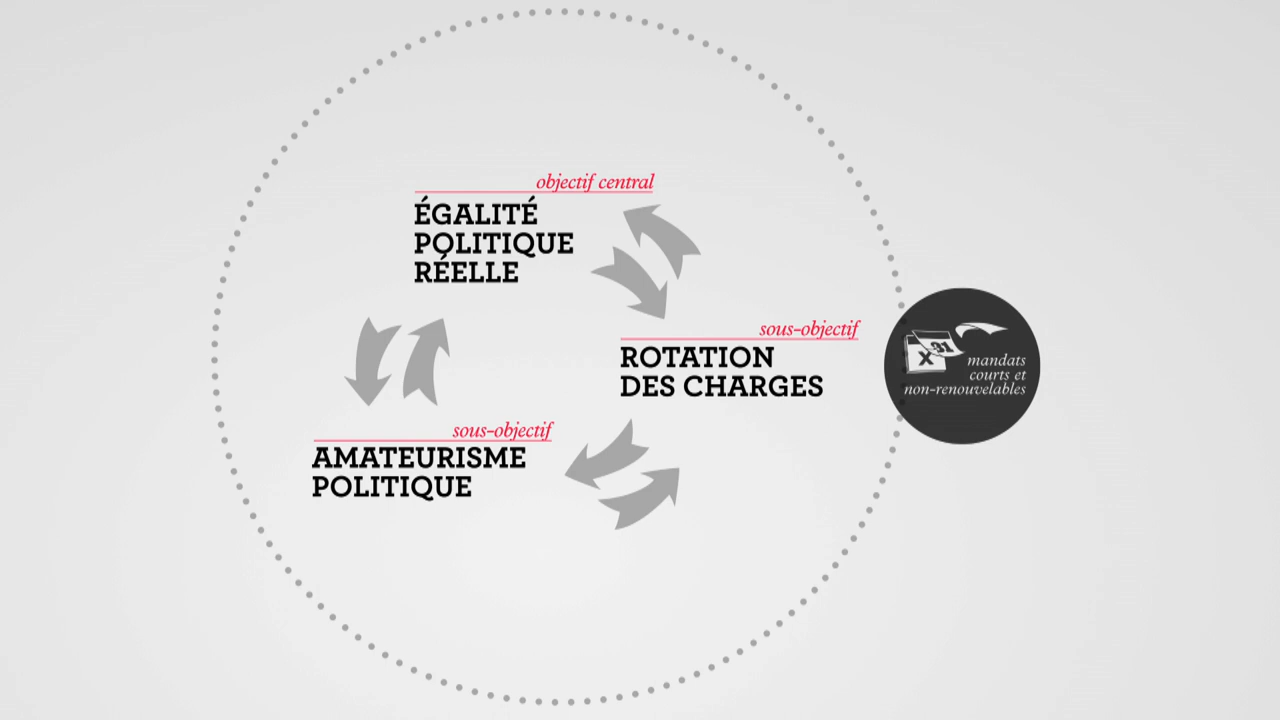 objectif central
ÉGALITÉ
POLITIQUE
RÉELLE
sous-objectif
ROTATION
DES CHARGES
X 31
mandats
courts et
non-renouvelables
sous-objectif
AMATEURISME
POLITIQUE